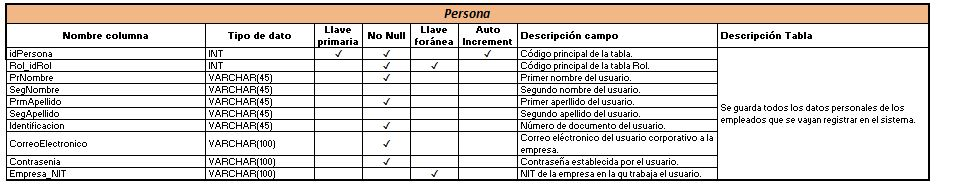 Persona
Nombre columna Tipo de dato Llave primaria No Null Llave foránea Auto Increment Descripción campo Descripción Tabla
idPersona INT ✓ ✓ ✓ Código principal de la tabla.
Rol_idRol INT ✓ ✓ Código principal de la tabla Rol.
PrNombre VARCHAR(45) ✓ Primer nombre del usuario.
SegNombre VARCHAR(45) Segundo nombre del usuario.
PrmApellido VARCHAR(45) ✓ Primer aperllido del usuario.
SegApellido VARCHAR(45) Segundo apellido del usuario.
Identificacion VARCHAR(45) ✓ Número de documento del usuario.
CorreoElectronico VARCHAR(100) ✓ Correo eléctronico del usuario corporativo a la empresa.
Contrasenia VARCHAR(100) ✓ Contraseña establecida por el usuario.
Empresa_NIT VARCHAR(100) ✓ NIT de la empresa en la qu trabaja el usuario.
Se guarda todos los datos personales de los
empleados que se vayan registrar en el sistema.